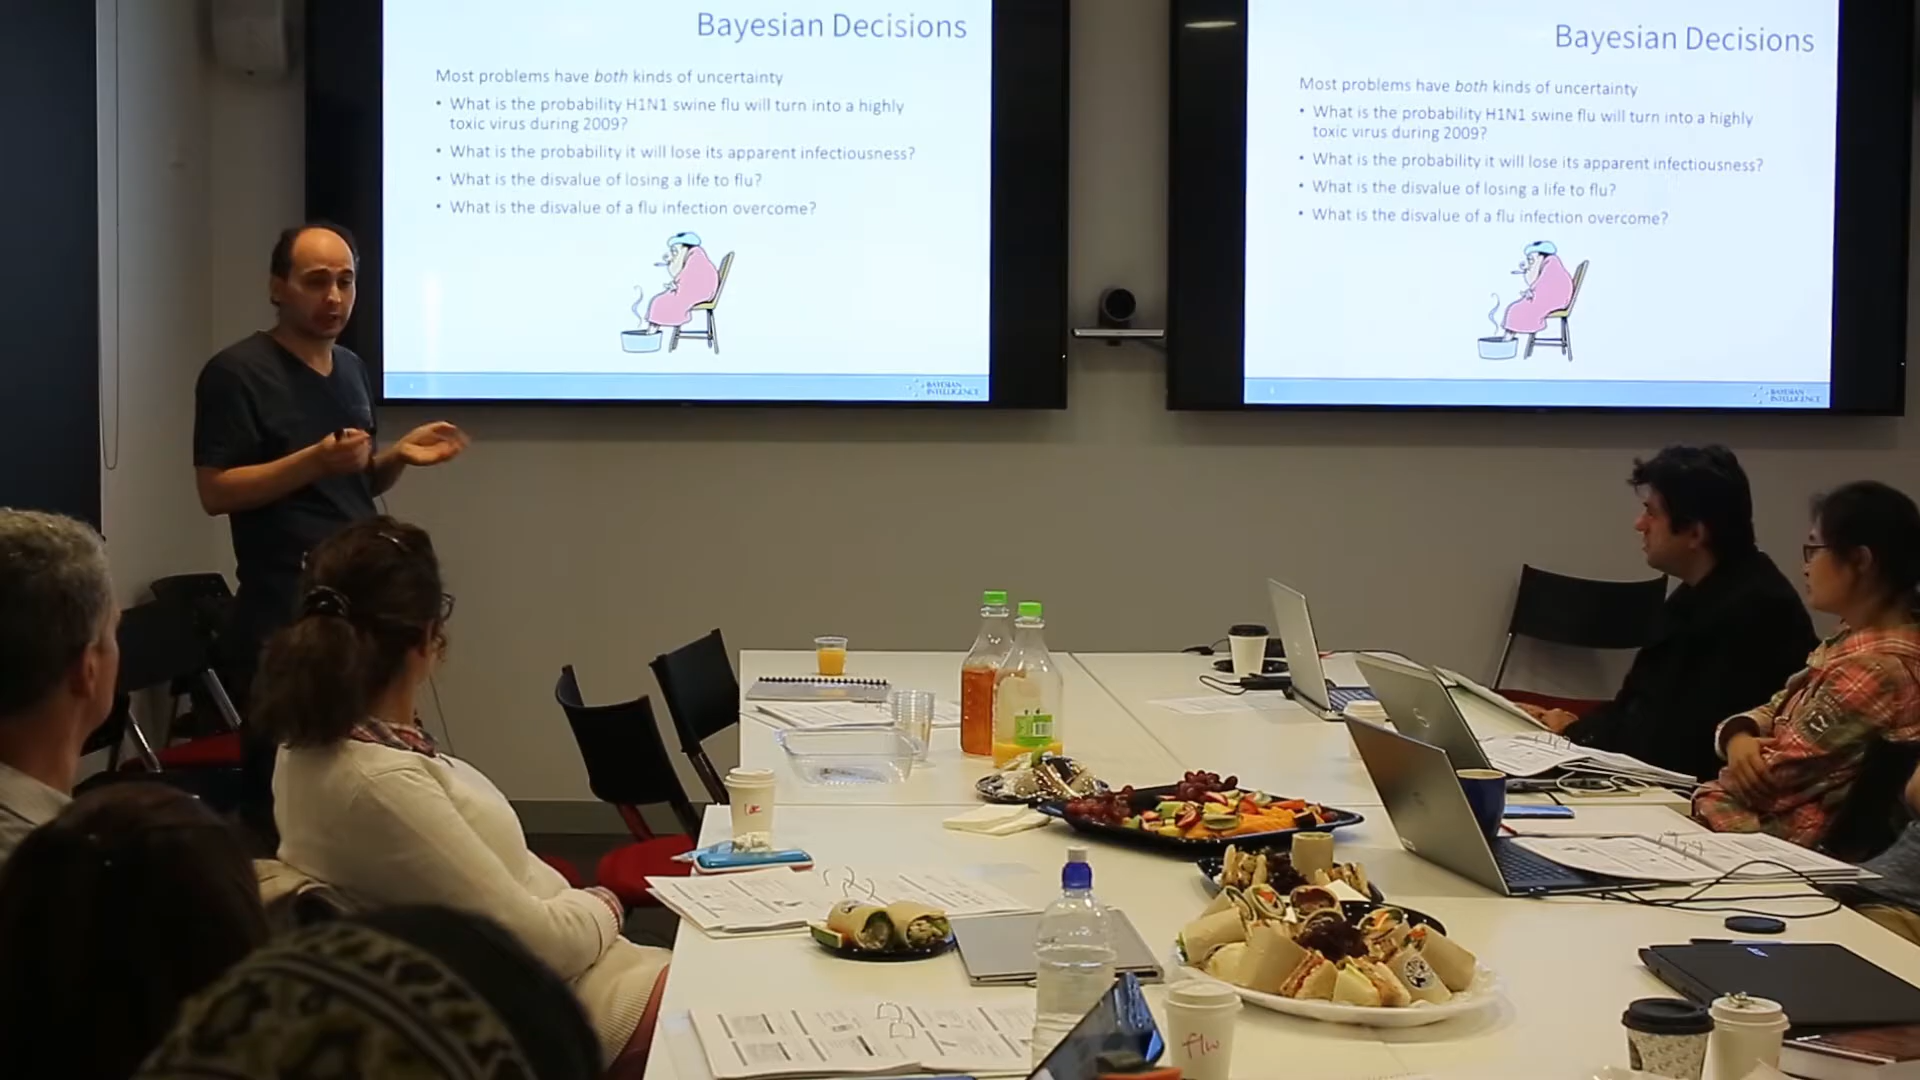 Bayesian Decisions
Most problems have both kinds of uncertainty
• What is the probability H1N1 swine flu will turn into a highly
toxic virus during 2009?
• What is the probability it will lose its apparent infectiousness?
• What is the disvalue of losing a life to flu?
• What is the disvalue of a flu infection overcome?
BAYESIAN
INTELLIGENCE
Bayesian Decisions
Most problems have both kinds of uncertainty
• What is the probability H1N1 swine flu will turn into a highly
toxic virus during 2009?
• What is the probability it will lose its apparent infectiousness?
• What is the disvalue of losing a life to flu?
• What is the disvalue of a flu infection overcome?
BAYESIAN
INTELLIGENCE